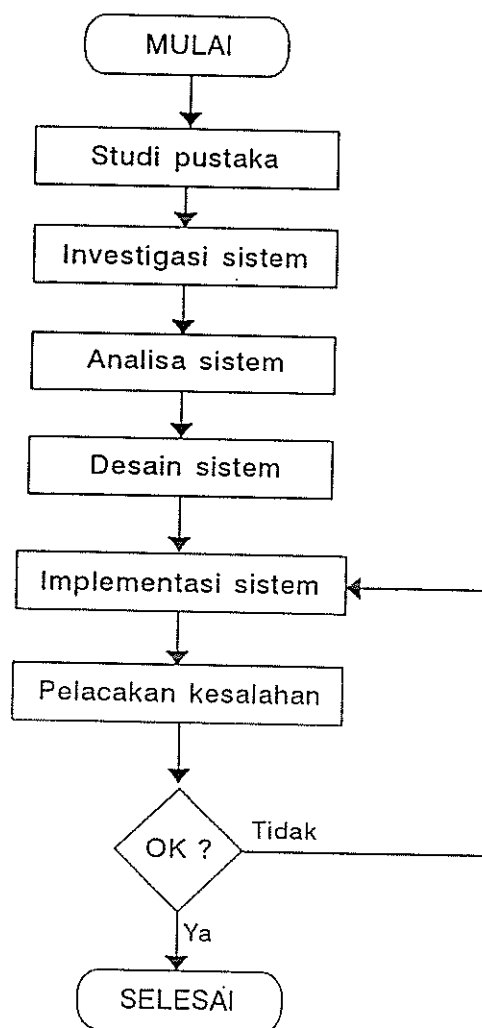 MULAI
Studi pustaka
Investigasi sistem
Analisa sistem
Desain sistem
Implementasi sistem
Pelacakan kesalahan
OK ?
Tidak
Ya
SELESAI